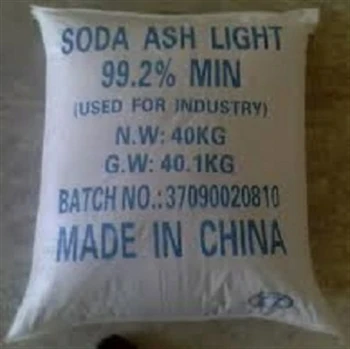 SODA ASH LIGHT
99.2% MIN
(USED FOR INDUSTRY)
N.W: 40KG
G.W: 40.1KG
BATCH NO.: 37090020810
MADE IN CHINA